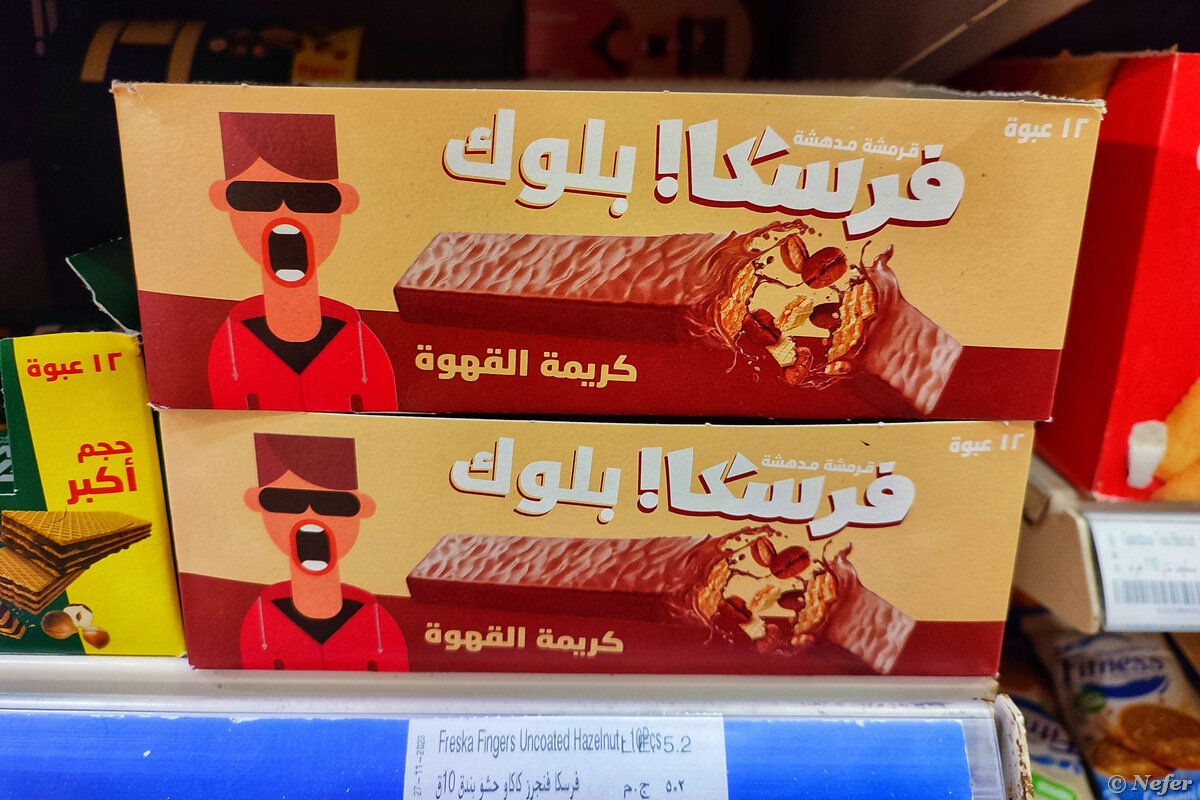 ١٢ عبوة
قرمشة مدهشة
فرسكا! بلوك
كريمة القهوة
١٢ عبوة
قرمشة مدهشة
فرسكا! بلوك
كريمة القهوة
١٢ عبوة
حجم
أكبر
27-11-2023
Freska Fingers Uncoated Hazelnut 10Pcs
L.E 5.2
فرسكا فنجرز كاكاو حشو بندق 10ق
ج.م ٥.٢
Fitness
© Nefer